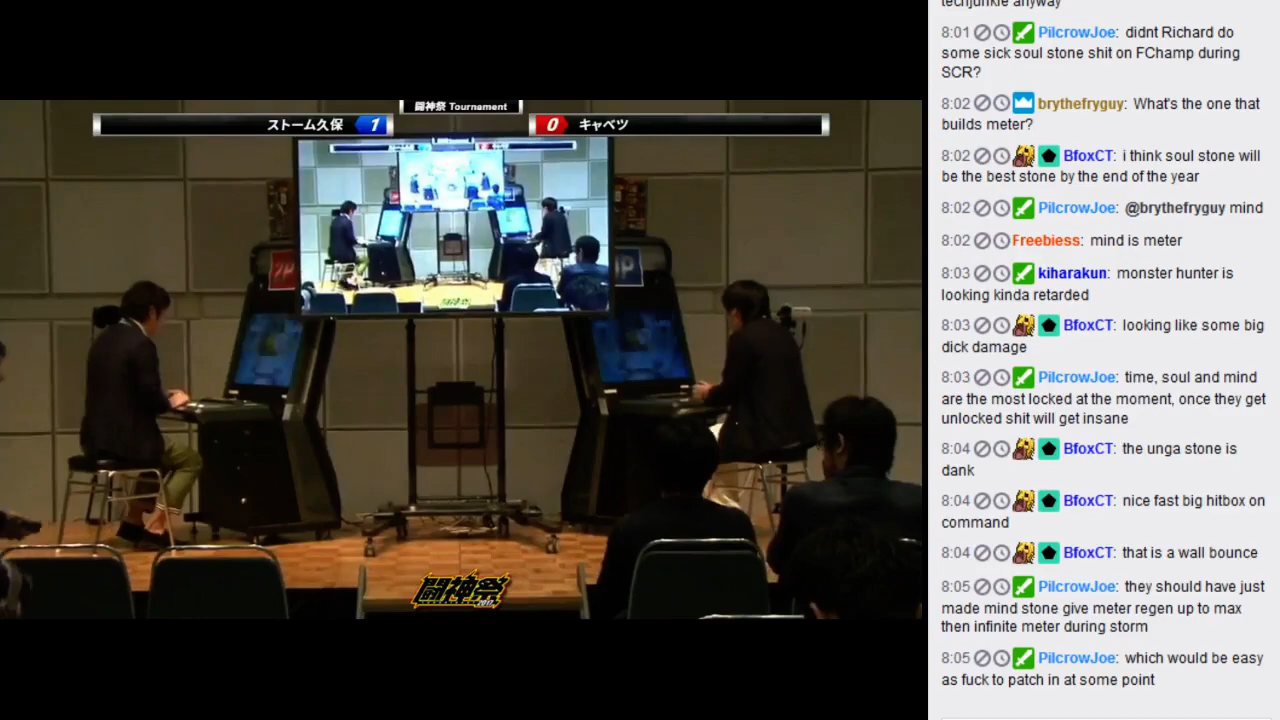 闘神祭 Tournament
ストーム久保 1
0 キャベツ
闘神祭
2017
techjunkie anyway
8:01 PilcrowJoe: didnt Richard do
some sick soul stone shit on FChamp during
SCR?
8:02 brythefryguy: What's the one that
builds meter?
8:02 BfoxCT: i think soul stone will
be the best stone by the end of the year
8:02 PilcrowJoe: @brythefryguy mind
8:02 Freebiess: mind is meter
8:03 kiharakun: monster hunter is
looking kinda retarded
8:03 BfoxCT: looking like some big
dick damage
8:03 PilcrowJoe: time, soul and mind
are the most locked at the moment, once they get
unlocked shit will get insane
8:04 BfoxCT: the unga stone is
dank
8:04 BfoxCT: nice fast big hitbox on
command
8:04 BfoxCT: that is a wall bounce
8:05 PilcrowJoe: they should have just
made mind stone give meter regen up to max
then infinite meter during storm
8:05 PilcrowJoe: which would be easy
as fuck to patch in at some point